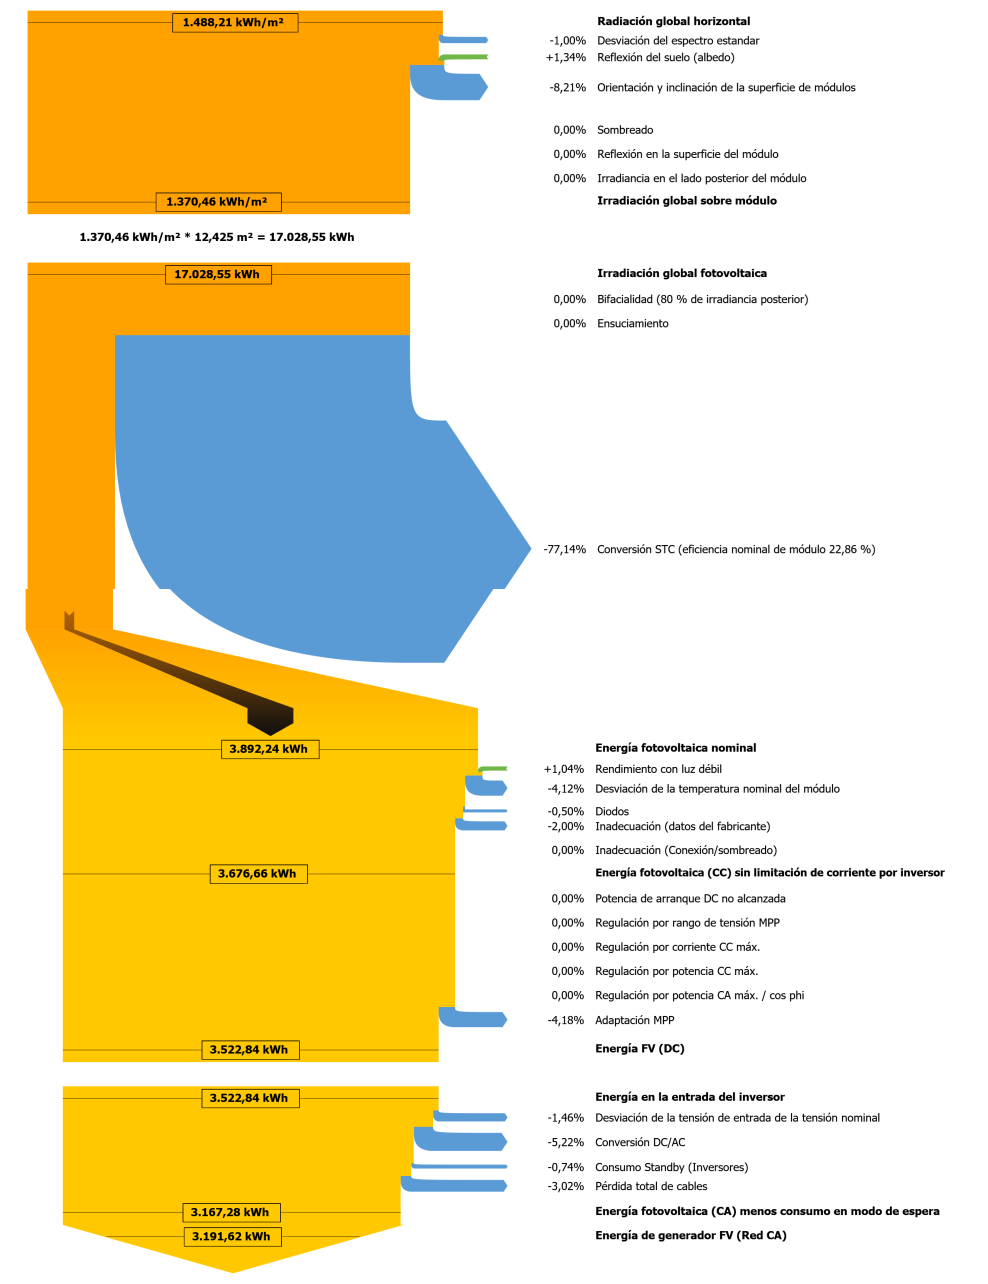 1.488,21 kWh/m² Radiación global horizontal
-1,00% Desviación del espectro estandar
+1,34% Reflexión del suelo (albedo)
-8,21% Orientación y inclinación de la superficie de módulos
0,00% Sombreado
0,00% Reflexión en la superficie del módulo
0,00% Irradiancia en el lado posterior del módulo
1.370,46 kWh/m² Irradiación global sobre módulo
1.370,46 kWh/m² * 12,425 m² = 17.028,55 kWh
17.028,55 kWh Irradiación global fotovoltaica
0,00% Bifacialidad (80 % de irradiancia posterior)
0,00% Ensuciamiento
-77,14% Conversión STC (eficiencia nominal de módulo 22,86 %)
3.892,24 kWh Energía fotovoltaica nominal
+1,04% Rendimiento con luz débil
-4,12% Desviación de la temperatura nominal del módulo
-0,50% Diodos
-2,00% Inadecuación (datos del fabricante)
0,00% Inadecuación (Conexión/sombreado)
3.676,66 kWh Energía fotovoltaica (CC) sin limitación de corriente por inversor
0,00% Potencia de arranque DC no alcanzada
0,00% Regulación por rango de tensión MPP
0,00% Regulación por corriente CC máx.
0,00% Regulación por potencia CC máx.
0,00% Regulación por potencia CA máx. / cos phi
-4,18% Adaptación MPP
3.522,84 kWh Energía FV (DC)
3.522,84 kWh Energía en la entrada del inversor
-1,46% Desviación de la tensión de entrada de la tensión nominal
-5,22% Conversión DC/AC
-0,74% Consumo Standby (Inversores)
-3,02% Pérdida total de cables
3.167,28 kWh Energía fotovoltaica (CA) menos consumo en modo de espera
3.191,62 kWh Energía de generador FV (Red CA)